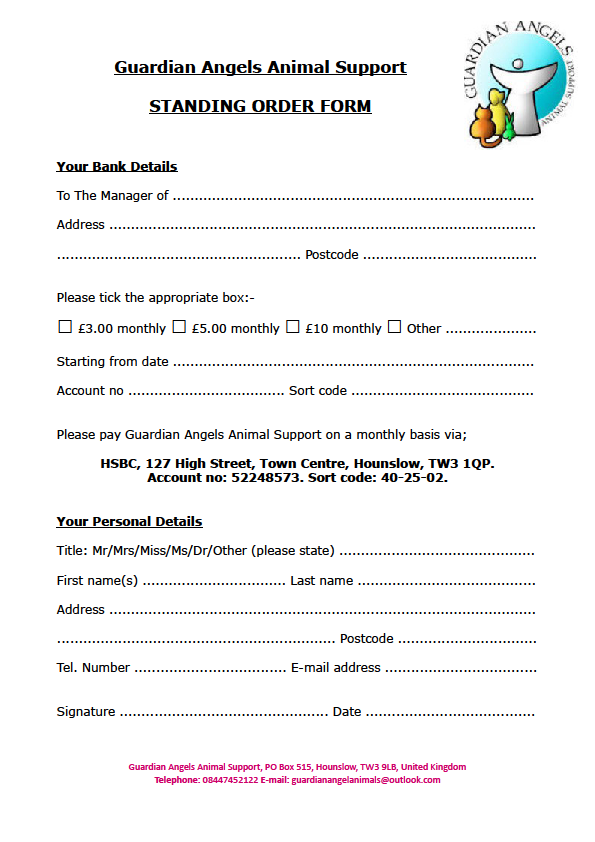 Guardian Angels Animal Support
STANDING ORDER FORM
GUARDIAN ANGELS
ANIMAL SUPPORT
Your Bank Details
To The Manager of ...................................................................................
Address ..................................................................................................
........................................................ Postcode ........................................
Please tick the appropriate box:-
☐ £3.00 monthly ☐ £5.00 monthly ☐ £10 monthly ☐ Other .....................
Starting from date ...................................................................................
Account no .................................... Sort code ..........................................
Please pay Guardian Angels Animal Support on a monthly basis via;
HSBC, 127 High Street, Town Centre, Hounslow, TW3 1QP.
Account no: 52248573. Sort code: 40-25-02.
Your Personal Details
Title: Mr/Mrs/Miss/Ms/Dr/Other (please state) .............................................
First name(s) ................................. Last name .........................................
Address ..................................................................................................
................................................................ Postcode ................................
Tel. Number ................................... E-mail address ...................................
Signature ................................................ Date ........................................
Guardian Angels Animal Support, PO Box 515, Hounslow, TW3 9LB, United Kingdom
Telephone: 08447452122 E-mail: guardianangelanimals@outlook.com